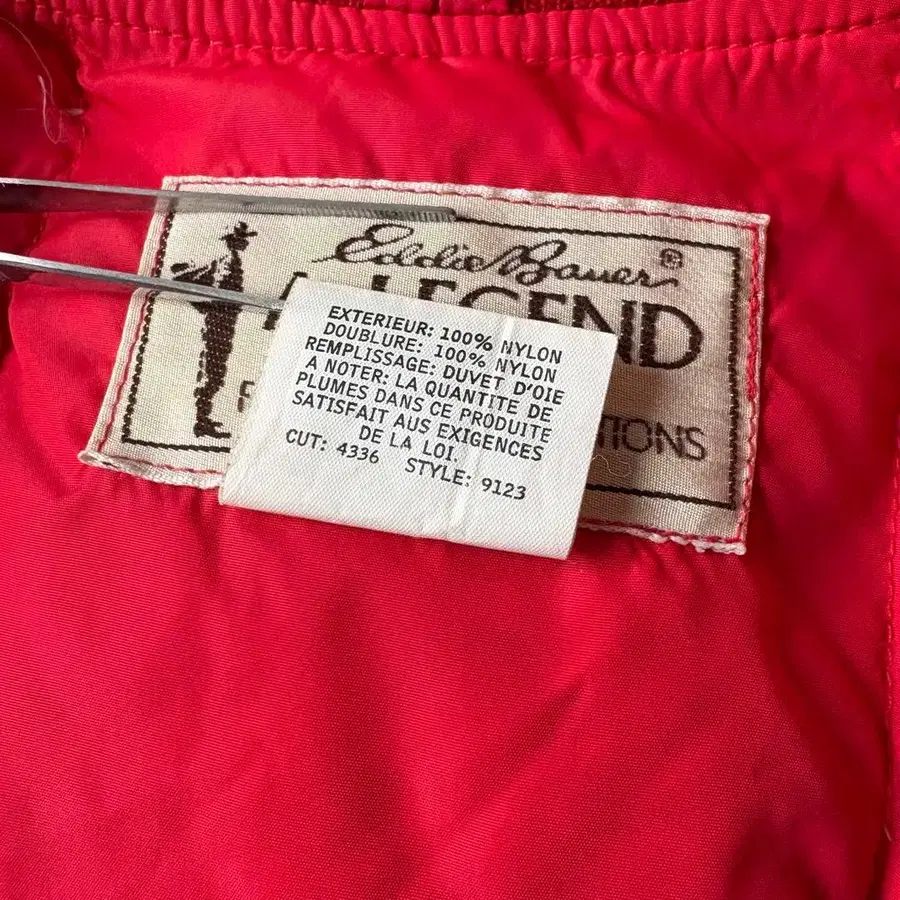 Eddie Bauer®
LEGEND
TIONS
EXTERIEUR: 100% NYLON
DOUBLURE: 100% NYLON
REMPLISSAGE: DUVET D'OIE
A NOTER: LA QUANTITE DE
PLUMES DANS CE PRODUITE
SATISFAIT AUS EXIGENCES
DE LA LOI.
CUT: 4336 STYLE: 9123